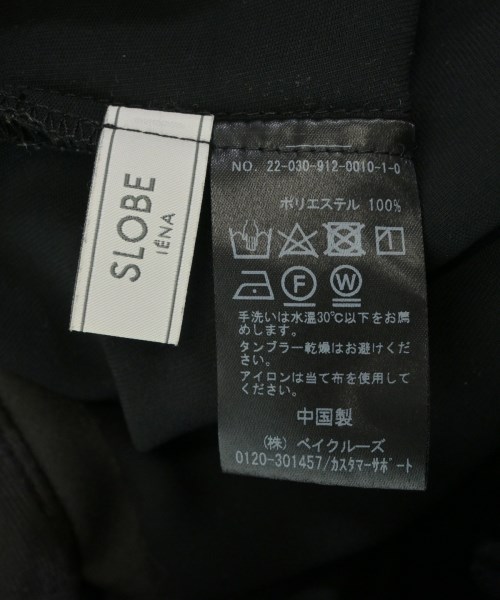 SLOBE
IÉNA
NO. 22-030-912-0010-1-0
ポリエステル 100%
F
W
手洗いは水温30℃以下をお薦
めします。
タンブラー乾燥はお避けくださ
い。
アイロンは当て布を使用して
ください。
中国製
(株) ベイクルーズ
0120-301457/カスタマーサポート